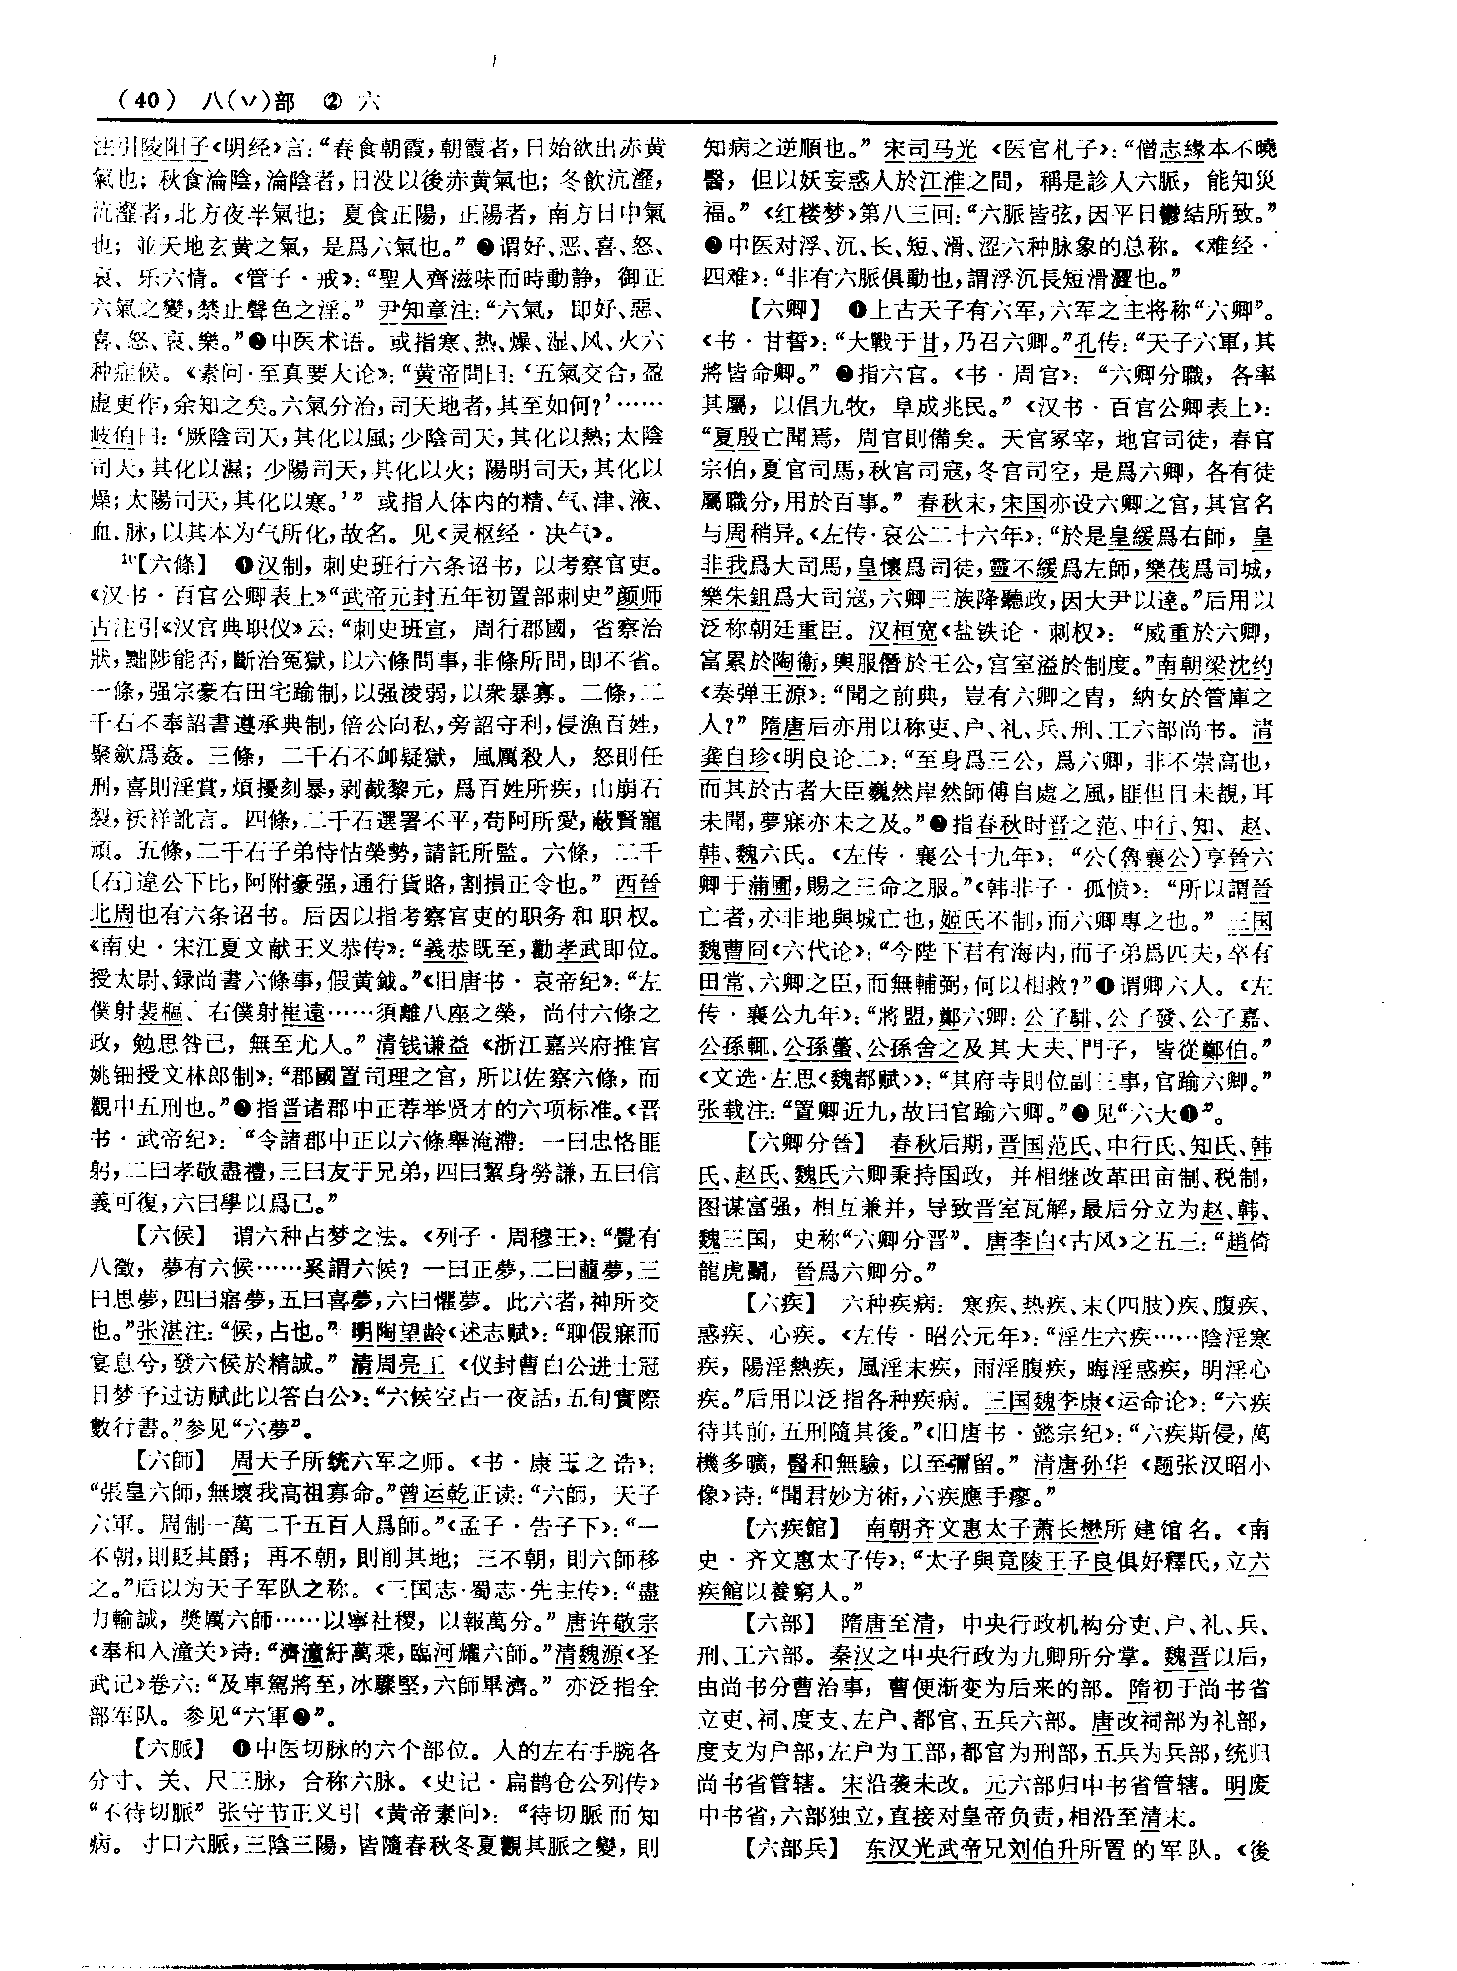 (40) 八(丷)部 ② 六
注引陵阳子《明经》言：“春食朝霞，朝霞者，日始欲出赤黄
氣也；秋食淪陰，淪陰者，日没以後赤黄氣也；冬飲沆瀣，
沆瀣者，北方夜半氣也；夏食正陽，正陽者，南方日中氣
也；並天地玄黄之氣，是爲六氣也。”❷谓好、恶、喜、怒、
哀、乐六情。《管子·戒》：“聖人齊滋味而時動静，御正
六氣之變，禁止聲色之淫。”尹知章注：“六氣，即好、惡、
喜、怒、哀、樂。”❸中医术语。或指寒、热、燥、湿、风、火六
种症候。《素问·至真要大论》：“黄帝問曰：‘五氣交合，盈
虚更作，余知之矣。六氣分治，司天地者，其至如何？’……
岐伯曰：‘厥陰司天，其化以風；少陰司天，其化以熱；太陰
司天，其化以濕；少陽司天，其化以火；陽明司天，其化以
燥；太陽司天，其化以寒。’”或指人体内的精、气、津、液、
血、脉，以其本为气所化，故名。见《灵枢经·决气》。
10【六條】 ❶汉制，刺史班行六条诏书，以考察官吏。
《汉书·百官公卿表上》“武帝元封五年初置部刺史”颜师
古注引《汉官典职仪》云：“刺史班宣，周行郡國，省察治
狀，黜陟能否，斷治冤獄，以六條問事，非條所問，即不省。
一條，强宗豪右田宅踰制，以强淩弱，以衆暴寡。二條，二
千石不奉詔書遵承典制，倍公向私，旁詔守利，侵漁百姓，
聚歛爲姦。三條，二千石不卹疑獄，風厲殺人，怒則任
刑，喜則淫賞，煩擾刻暴，剥截黎元，爲百姓所疾，山崩石
裂，祅祥訛言。四條，二千石選署不平，苟阿所愛，蔽賢寵
頑。五條，二千石子弟恃怙榮勢，請託所監。六條，二千
〔石〕違公下比，阿附豪强，通行貨賂，割損正令也。”西晉
北周也有六条诏书。后因以指考察官吏的职务和职权。
《南史·宋江夏文献王义恭传》：“義恭既至，勸孝武即位。
授太尉、録尚書六條事，假黄鉞。”《旧唐书·哀帝纪》：“左
僕射裴樞、右僕射崔遠……須離八座之榮，尚付六條之
政，勉思咎己，無至尤人。”清钱谦益《浙江嘉兴府推官
姚钿授文林郎制》：“郡國置司理之官，所以佐察六條，而
觀中五刑也。”❷指晋诸郡中正荐举贤才的六项标准。《晋
书·武帝纪》：“令諸郡中正以六條舉淹滯：一曰忠恪匪
躬，二曰孝敬盡禮，三曰友于兄弟，四曰絜身勞謙，五曰信
義可復，六曰學以爲己。”
【六候】 谓六种占梦之法。《列子·周穆王》：“覺有
八徵，夢有六候……奚謂六候？一曰正夢，二曰蘁夢，三
曰思夢，四曰寤夢，五曰喜夢，六曰懼夢。此六者，神所交
也。”张湛注：“候，占也。”明陶望龄《述志赋》：“聊假寐而
宴息兮，發六候於精誠。”清周亮工《仪封曹白公进士冠
日梦予过访赋此以答白公》：“六候空占一夜話，五旬實際
數行書。”参见“六夢”。
【六師】 周天子所统六军之师。《书·康王之诰》：
“張皇六師，無壞我高祖寡命。”曾运乾正读：“六師，天子
六軍。周制一萬二千五百人爲師。”《孟子·告子下》：“一
不朝，則貶其爵；再不朝，則削其地；三不朝，則六師移
之。”后以为天子军队之称。《三国志·蜀志·先主传》：“盡
力輸誠，奬厲六師……以寧社稷，以報萬分。”唐许敬宗
《奉和入潼关》诗：“濟潼紆萬乘，臨河耀六師。”清魏源《圣
武记》卷六：“及車駕將至，冰驟堅，六師畢濟。”亦泛指全
部军队。参见“六軍❷”。
【六脈】 ❶中医切脉的六个部位。人的左右手腕各
分寸、关、尺三脉，合称六脉。《史记·扁鹊仓公列传》
“不待切脈”张守节正义引《黄帝素问》：“待切脈而知
病。寸口六脈，三陰三陽，皆隨春秋冬夏觀其脈之變，則
知病之逆順也。”宋司马光《医官札子》：“僧志緣本不曉
醫，但以妖妄惑人於江淮之間，稱是診人六脈，能知災
福。”《红楼梦》第八三回：“六脈皆弦，因平日鬱結所致。”
❷中医对浮、沉、长、短、滑、涩六种脉象的总称。《难经·
四难》：“非有六脈俱動也，謂浮沉長短滑澀也。”
【六卿】 ❶上古天子有六军，六军之主将称“六卿”。
《书·甘誓》：“大戰于甘，乃召六卿。”孔传：“天子六軍，其
將皆命卿。”❷指六官。《书·周官》：“六卿分職，各率
其屬，以倡九牧，阜成兆民。”《汉书·百官公卿表上》：
“夏殷亡聞焉，周官則備矣。天官冢宰，地官司徒，春官
宗伯，夏官司馬，秋官司寇，冬官司空，是爲六卿，各有徒
屬職分，用於百事。”春秋末，宋国亦设六卿之官，其官名
与周稍异。《左传·哀公二十六年》：“於是皇緩爲右師，皇
非我爲大司馬，皇懷爲司徒，靈不緩爲左師，樂茷爲司城，
樂朱鉏爲大司寇，六卿三族降聽政，因大尹以達。”后用以
泛称朝廷重臣。汉桓宽《盐铁论·刺权》：“威重於六卿，
富累於陶衞，輿服僭於王公，宫室溢於制度。”南朝梁沈约
《奏弹王源》：“聞之前典，豈有六卿之胄，納女於管庫之
人？”隋唐后亦用以称吏、户、礼、兵、刑、工六部尚书。清
龚自珍《明良论二》：“至身爲三公，爲六卿，非不崇高也，
而其於古者大臣巍然岸然師傅自處之風，匪但目未覩，耳
未聞，夢寐亦未之及。”❸指春秋时晋之范、中行、知、赵、
韩、魏六氏。《左传·襄公十九年》：“公（魯襄公）享晉六
卿于蒲圃，賜之三命之服。”《韩非子·孤愤》：“所以謂晉
亡者，亦非地與城亡也，姬氏不制，而六卿專之也。”三国
魏曹冏《六代论》：“今陛下君有海内，而子弟爲匹夫，卒有
田常、六卿之臣，而無輔弼，何以相救？”❹谓卿六人。《左
传·襄公九年》：“將盟，鄭六卿：公子騑、公子發、公子嘉、
公孫輒、公孫蠆、公孫舍之及其大夫、門子，皆從鄭伯。”
《文选·左思〈魏都赋〉》：“其府寺則位副三事，官踰六卿。”
张载注：“置卿近九，故曰官踰六卿。”❺见“六大❶”。
【六卿分晉】 春秋后期，晋国范氏、中行氏、知氏、韩
氏、赵氏、魏氏六卿秉持国政，并相继改革田亩制、税制，
图谋富强，相互兼并，导致晋室瓦解，最后分立为赵、韩、
魏三国，史称“六卿分晋”。唐李白《古风》之五三：“趙倚
龍虎鬭，晉爲六卿分。”
【六疾】 六种疾病：寒疾、热疾、末（四肢）疾、腹疾、
惑疾、心疾。《左传·昭公元年》：“淫生六疾……陰淫寒
疾，陽淫熱疾，風淫末疾，雨淫腹疾，晦淫惑疾，明淫心
疾。”后用以泛指各种疾病。三国魏李康《运命论》：“六疾
待其前，五刑隨其後。”《旧唐书·懿宗纪》：“六疾斯侵，萬
機多曠，醫和無驗，以至彌留。”清唐孙华《题张汉昭小
像》诗：“聞君妙方術，六疾應手瘳。”
【六疾館】 南朝齐文惠太子萧长懋所建馆名。《南
史·齐文惠太子传》：“太子與竟陵王子良俱好釋氏，立六
疾館以養窮人。”
【六部】 隋唐至清，中央行政机构分吏、户、礼、兵、
刑、工六部。秦汉之中央行政为九卿所分掌。魏晋以后，
由尚书分曹治事，曹便渐变为后来的部。隋初于尚书省
立吏、祠、度支、左户、都官、五兵六部。唐改祠部为礼部，
度支为户部，左户为工部，都官为刑部，五兵为兵部，统归
尚书省管辖。宋沿袭未改。元六部归中书省管辖。明废
中书省，六部独立，直接对皇帝负责，相沿至清末。
【六部兵】 东汉光武帝兄刘伯升所置的军队。《後